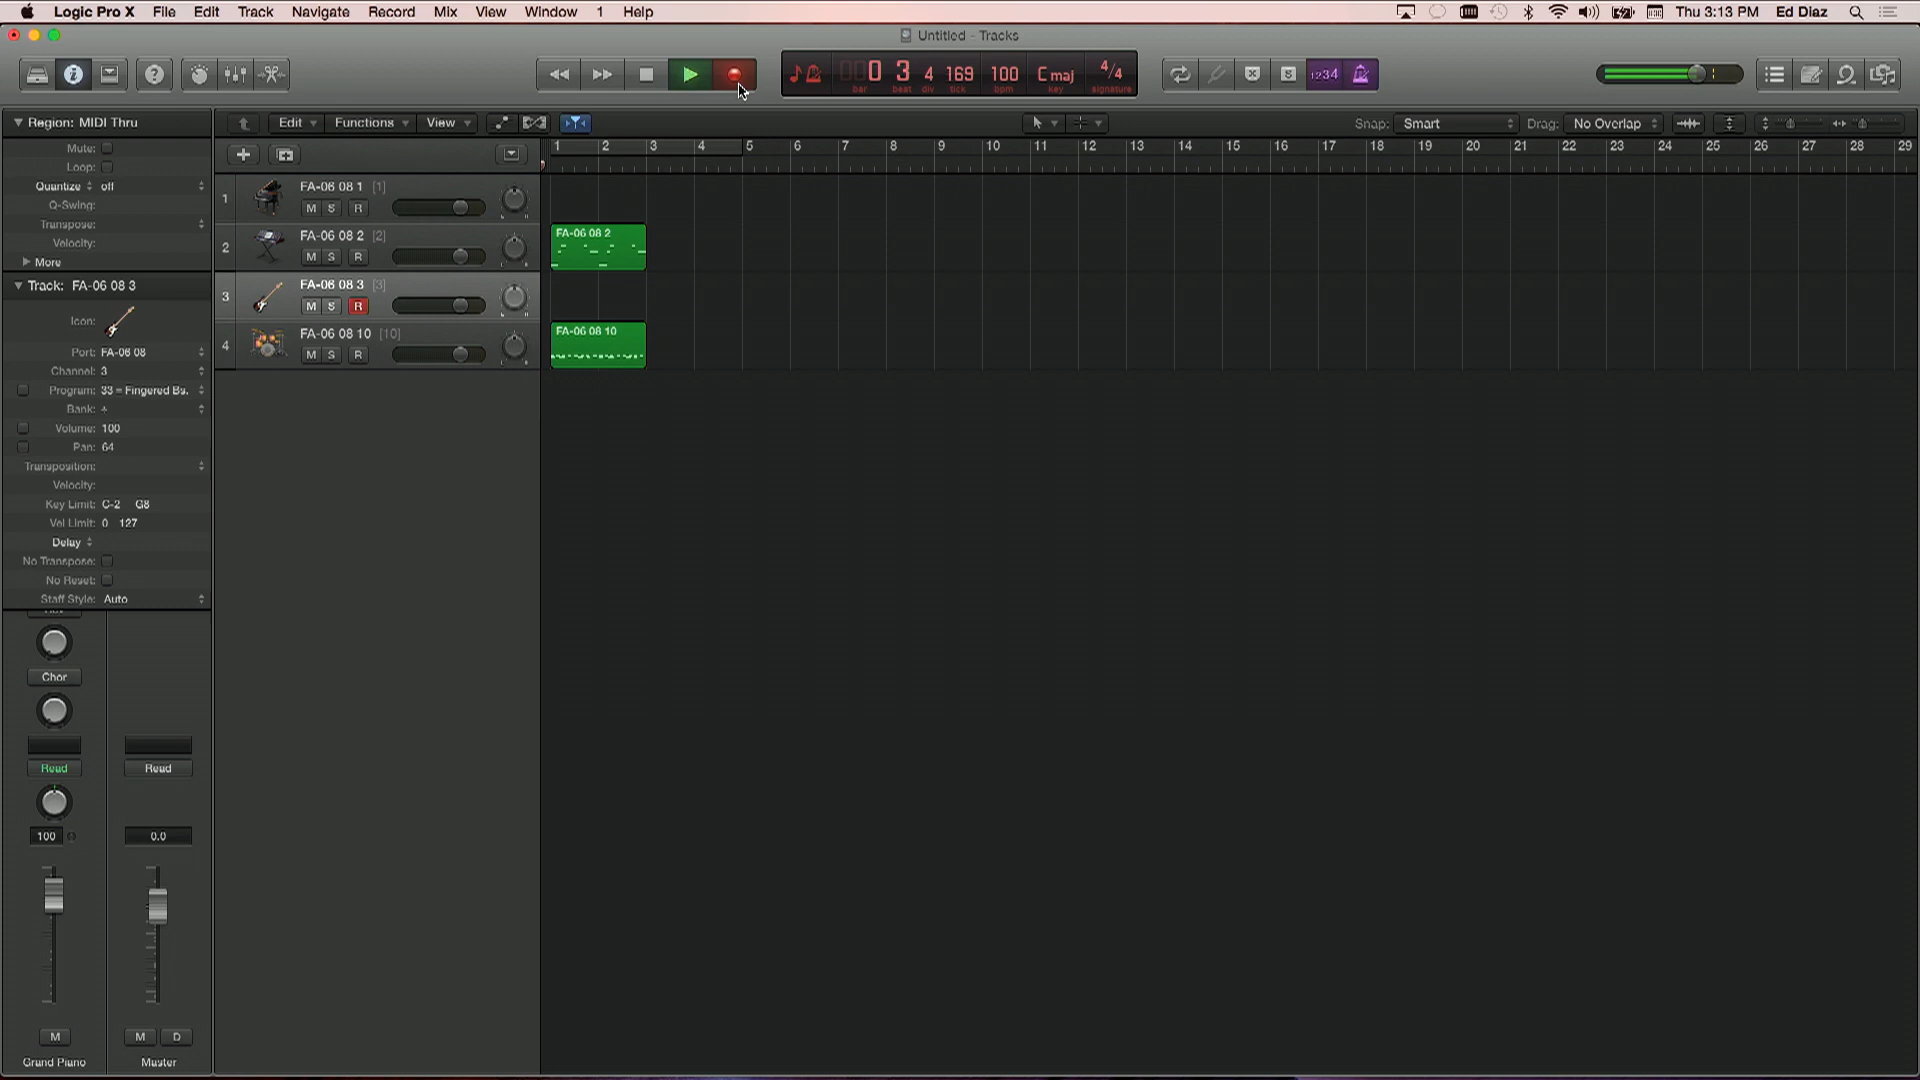 Logic Pro X File Edit Track Navigate Record Mix View Window 1 Help Thu 3:13 PM Ed Diaz
Untitled - Tracks
0 3 4 169 100 C maj 4/4
bar beat div tick bpm key signature
1234
Region: MIDI Thru
Edit Functions View
Snap: Smart Drag: No Overlap
Mute:
Loop:
Quantize off
Q-Swing:
Transpose:
Velocity:
More
Track: FA-06 08 3
Icon:
Port: FA-06 08
Channel: 3
Program: 33 = Fingered Ba.
Bank: ÷
Volume: 100
Pan: 64
Transposition:
Velocity:
Key Limit: C-2 G8
Vel Limit: 0 127
Delay
No Transpose:
No Reset:
Staff Style: Auto
1 2 3 4 5 6 7 8 9 10 11 12 13 14 15 16 17 18 19 20 21 22 23 24 25 26 27 28 29
1 FA-06 08 1 [1]
M S R
2 FA-06 08 2 [2]
M S R
3 FA-06 08 3 [3]
M S R
4 FA-06 08 10 [10]
M S R
FA-06 08 2
FA-06 08 10
Chor
Read Read
100 0.0
M M D
Grand Piano Master